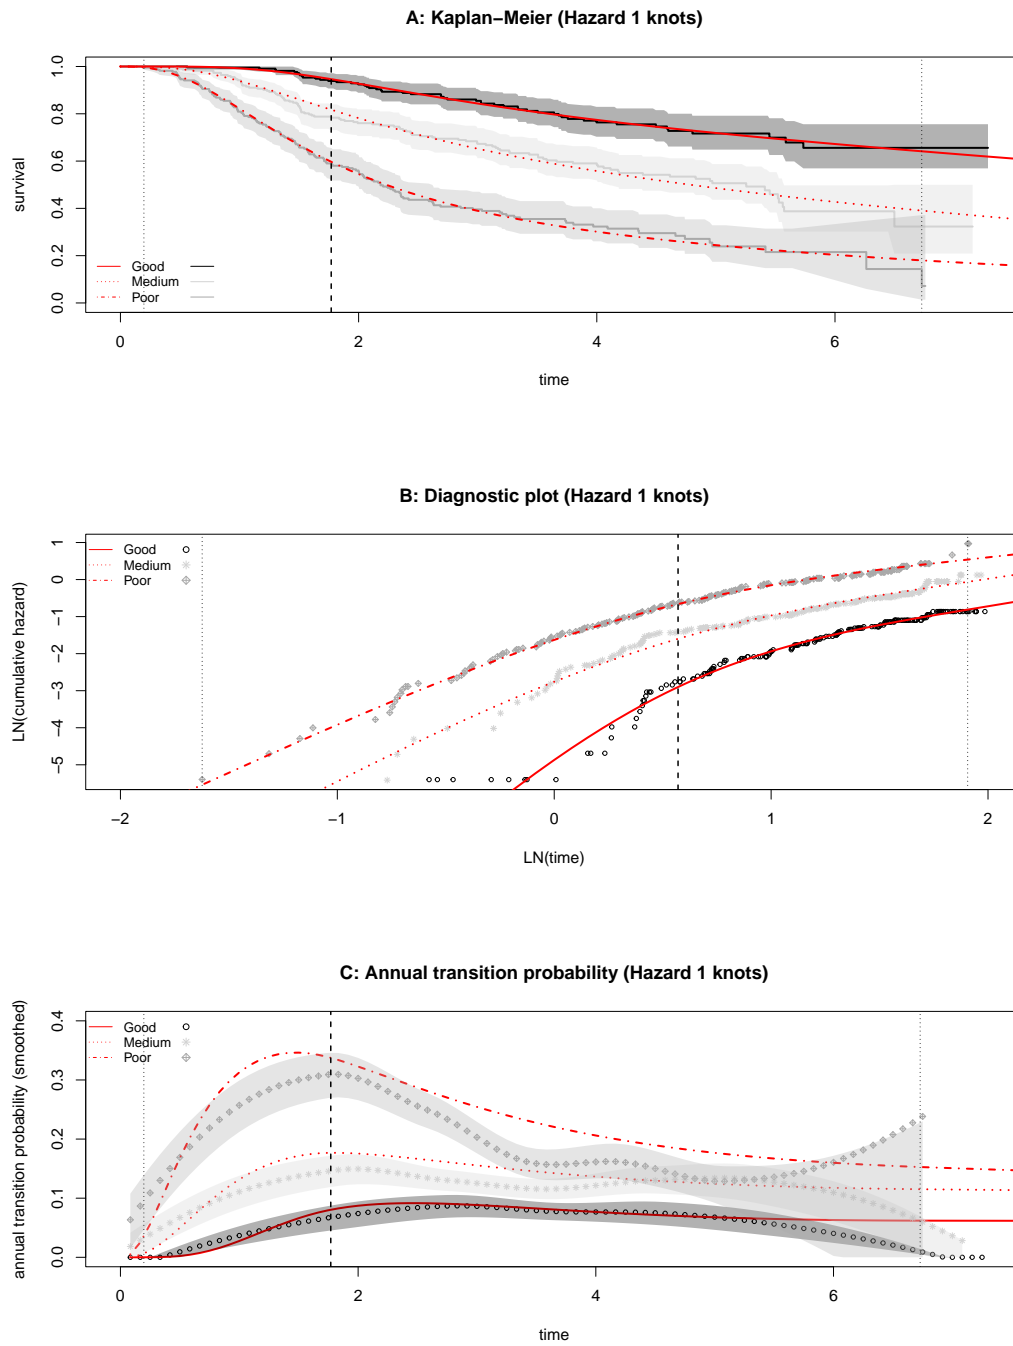 A: Kaplan−Meier (Hazard 1 knots)
survival
1.0
0.8
0.6
0.4
0.2
0.0
Good
Medium
Poor
0 2 4 6
time
B: Diagnostic plot (Hazard 1 knots)
LN(cumulative hazard)
1
0
−1
−2
−3
−4
−5
Good
Medium
Poor
−2 −1 0 1 2
LN(time)
C: Annual transition probability (Hazard 1 knots)
annual transition probability (smoothed)
0.4
0.3
0.2
0.1
0.0
Good
Medium
Poor
0 2 4 6
time